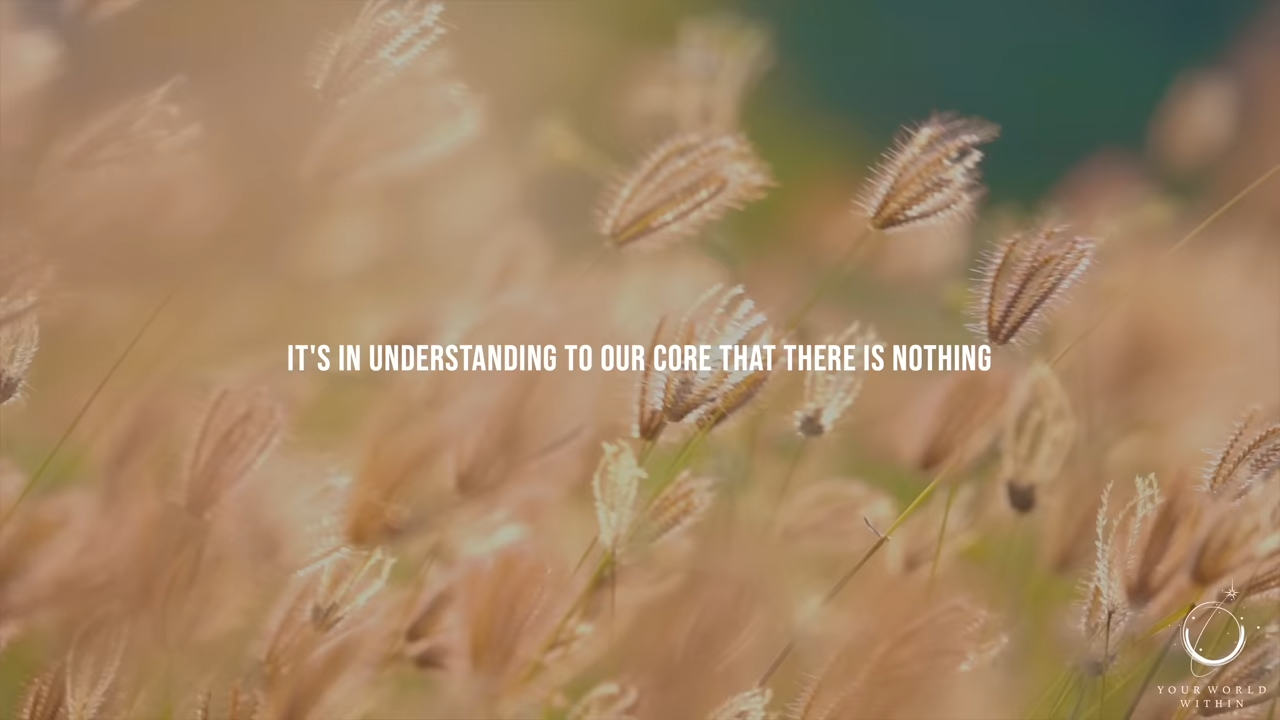 IT'S IN UNDERSTANDING TO OUR CORE THAT THERE IS NOTHING
YOUR WORLD
WITHIN